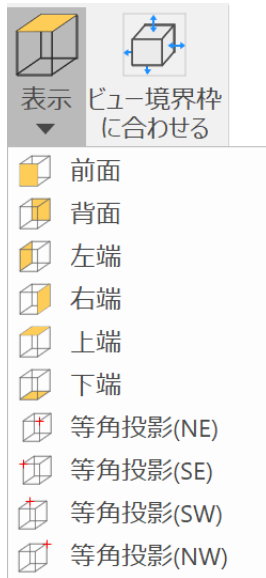 表示
ビュー境界枠
に合わせる
前面
背面
左端
右端
上端
下端
等角投影(NE)
等角投影(SE)
等角投影(SW)
等角投影(NW)